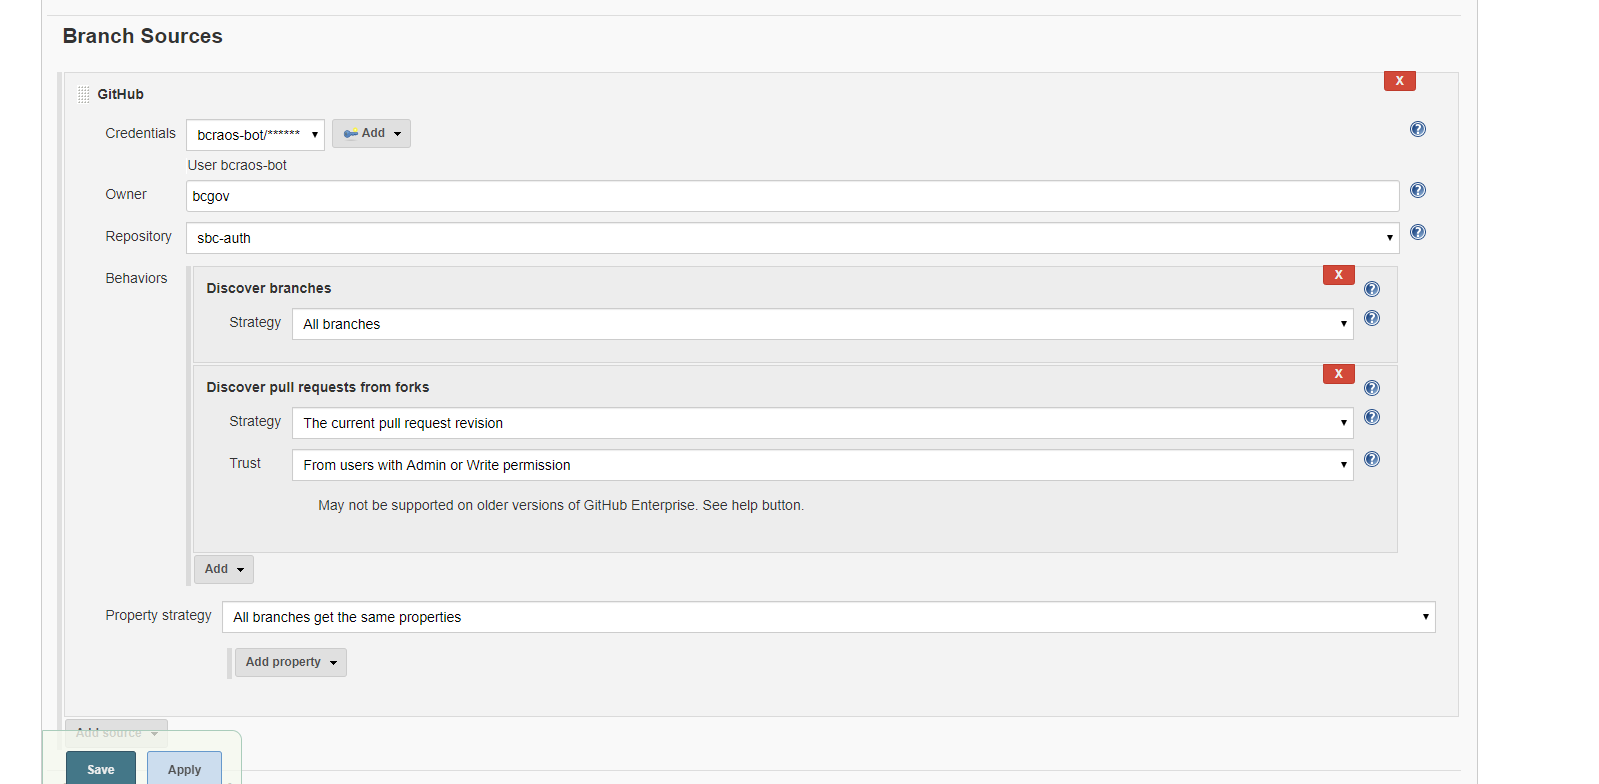 Branch Sources
X
GitHub
Credentials bcraos-bot/****** Add
User bcraos-bot
Owner bcgov
Repository sbc-auth
Behaviors
X
Discover branches
Strategy All branches
X
Discover pull requests from forks
Strategy The current pull request revision
Trust From users with Admin or Write permission
May not be supported on older versions of GitHub Enterprise. See help button.
Add
Property strategy All branches get the same properties
Add property
Add source
Save Apply